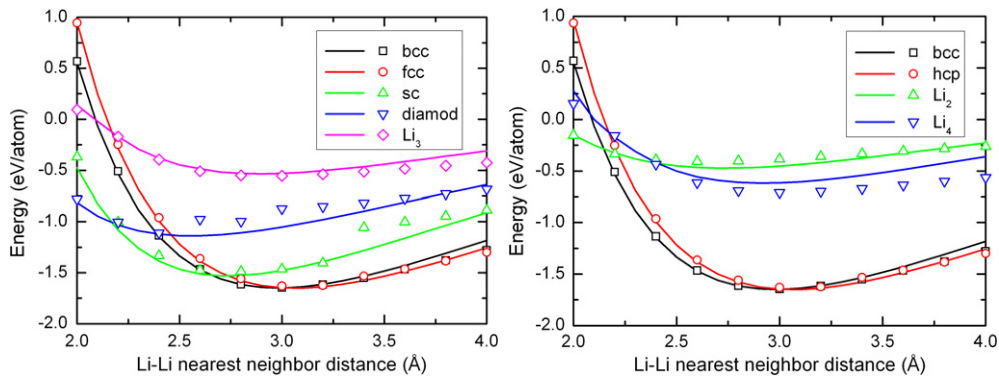 1.0
0.5
0.0
-0.5
-1.0
-1.5
-2.0
Energy (eV/atom)
bcc
fcc
sc
diamod
Li3
2.0 2.5 3.0 3.5 4.0
Li-Li nearest neighbor distance (Å)
1.0
0.5
0.0
-0.5
-1.0
-1.5
-2.0
Energy (eV/atom)
bcc
hcp
Li2
Li4
2.0 2.5 3.0 3.5 4.0
Li-Li nearest neighbor distance (Å)